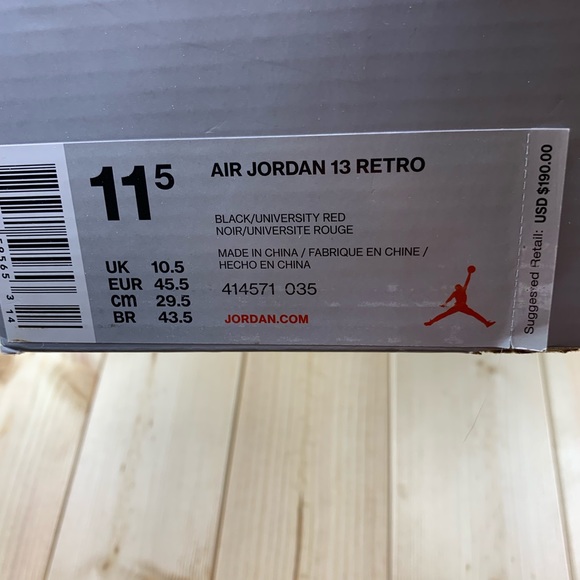 11⁵
AIR JORDAN 13 RETRO
BLACK/UNIVERSITY RED
NOIR/UNIVERSITE ROUGE
MADE IN CHINA / FABRIQUE EN CHINE /
HECHO EN CHINA
UK 10.5
EUR 45.5
cm 29.5
BR 43.5
414571 035
JORDAN.COM
Suggested Retail: USD $190.00